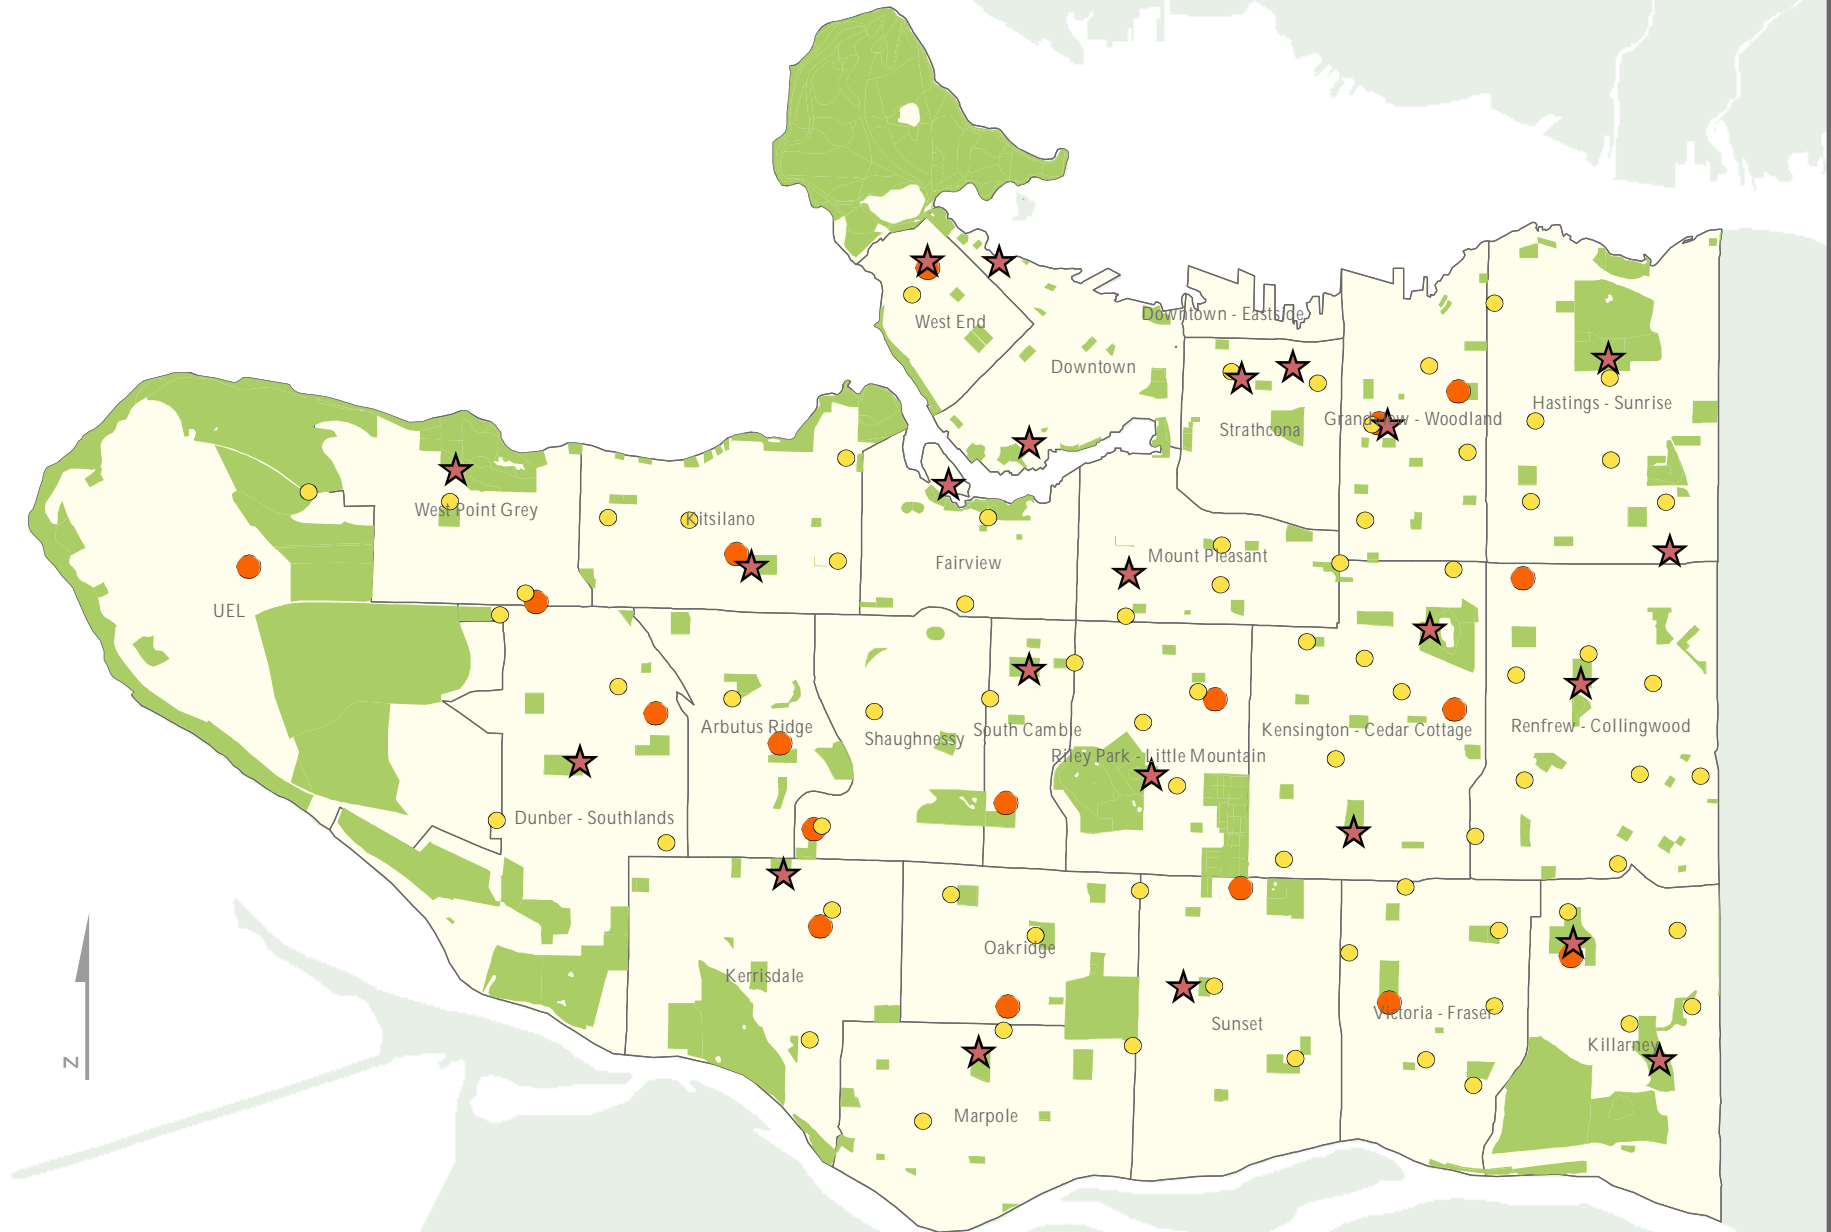 Downtown - Eastside
West End
Downtown
Hastings - Sunrise
Grandview - Woodland
Strathcona
West Point Grey
Kitsilano
Mount Pleasant
Fairview
UEL
Arbutus Ridge
South Camble
Kensington - Cedar Cottage
Renfrew - Collingwood
Shaughnessy
Riley Park - Little Mountain
Dunber - Southlands
Oakridge
Kerrisdale
Victoria - Fraser
Sunset
Killarney
N
Marpole